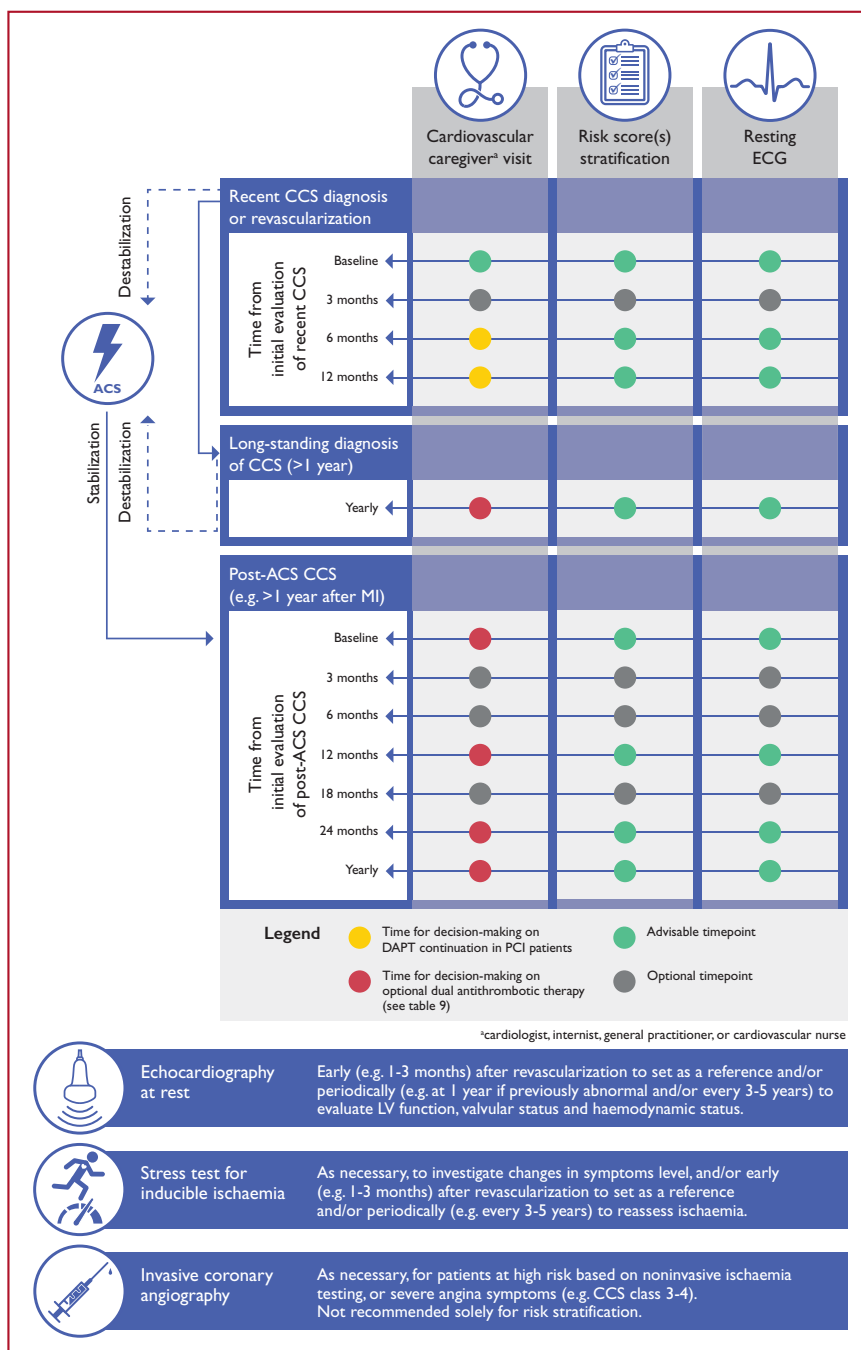 Cardiovascular
caregiverᵃ visit
Risk score(s)
stratification
Resting
ECG
Recent CCS diagnosis
or revascularization
Destabilization
Time from
initial evaluation
of recent CCS
Baseline
3 months
6 months
12 months
ACS
Stabilization
Destabilization
Long-standing diagnosis
of CCS (>1 year)
Yearly
Post-ACS CCS
(e.g. >1 year after MI)
Time from
initial evaluation
of post-ACS CCS
Baseline
3 months
6 months
12 months
18 months
24 months
Yearly
Legend
Time for decision-making on
DAPT continuation in PCI patients
Advisable timepoint
Time for decision-making on
optional dual antithrombotic therapy
(see table 9)
Optional timepoint
ᵃcardiologist, internist, general practitioner, or cardiovascular nurse
Echocardiography
at rest
Early (e.g. 1-3 months) after revascularization to set as a reference and/or
periodically (e.g. at 1 year if previously abnormal and/or every 3-5 years) to
evaluate LV function, valvular status and haemodynamic status.
Stress test for
inducible ischaemia
As necessary, to investigate changes in symptoms level, and/or early
(e.g. 1-3 months) after revascularization to set as a reference
and/or periodically (e.g. every 3-5 years) to reassess ischaemia.
Invasive coronary
angiography
As necessary, for patients at high risk based on noninvasive ischaemia
testing, or severe angina symptoms (e.g. CCS class 3-4).
Not recommended solely for risk stratification.